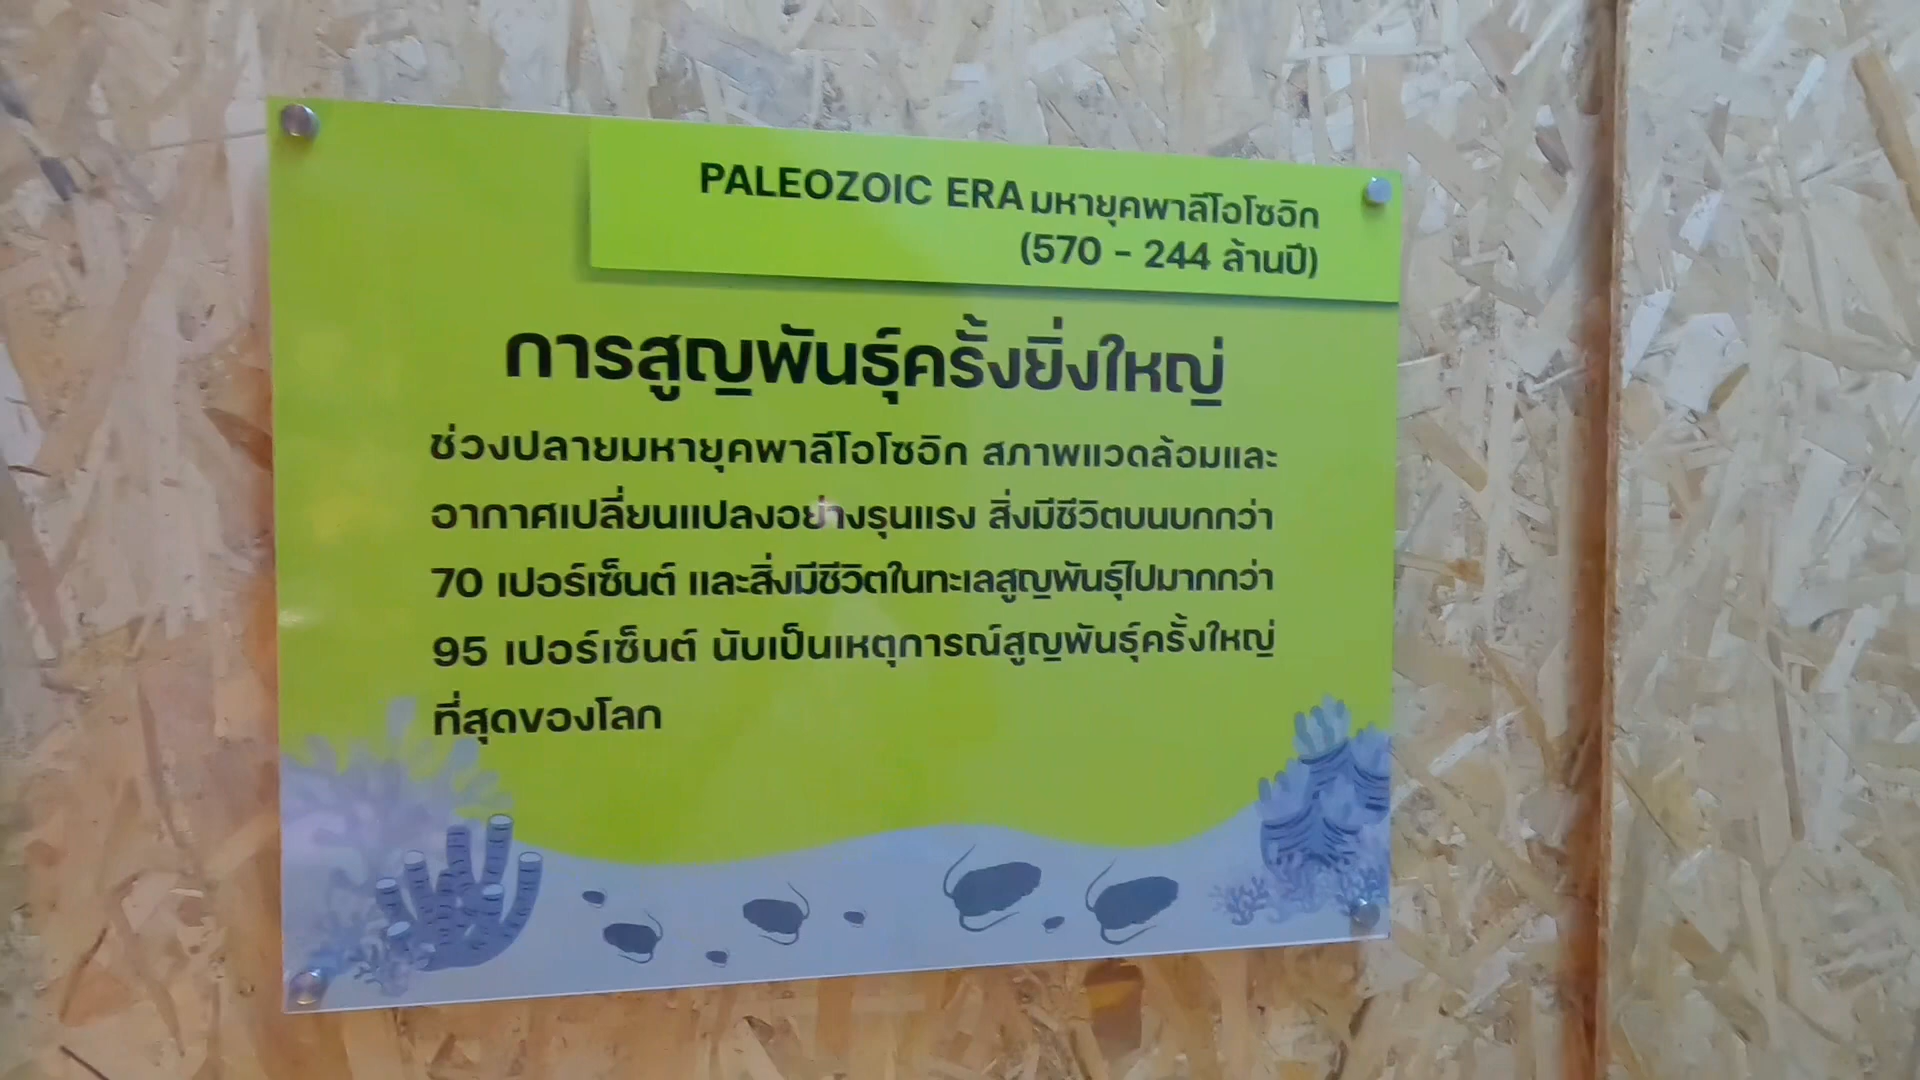 PALEOZOIC ERA มหายุคพาลีโอโซอิก
(570 - 244 ล้านปี)
การสูญพันธุ์ครั้งยิ่งใหญ่
ช่วงปลายมหายุคพาลีโอโซอิก สภาพแวดล้อมและ
อากาศเปลี่ยนแปลงอย่างรุนแรง สิ่งมีชีวิตบนบกกว่า
70 เปอร์เซ็นต์ และสิ่งมีชีวิตในทะเลสูญพันธุ์ไปมากกว่า
95 เปอร์เซ็นต์ นับเป็นเหตุการณ์สูญพันธุ์ครั้งใหญ่
ที่สุดของโลก